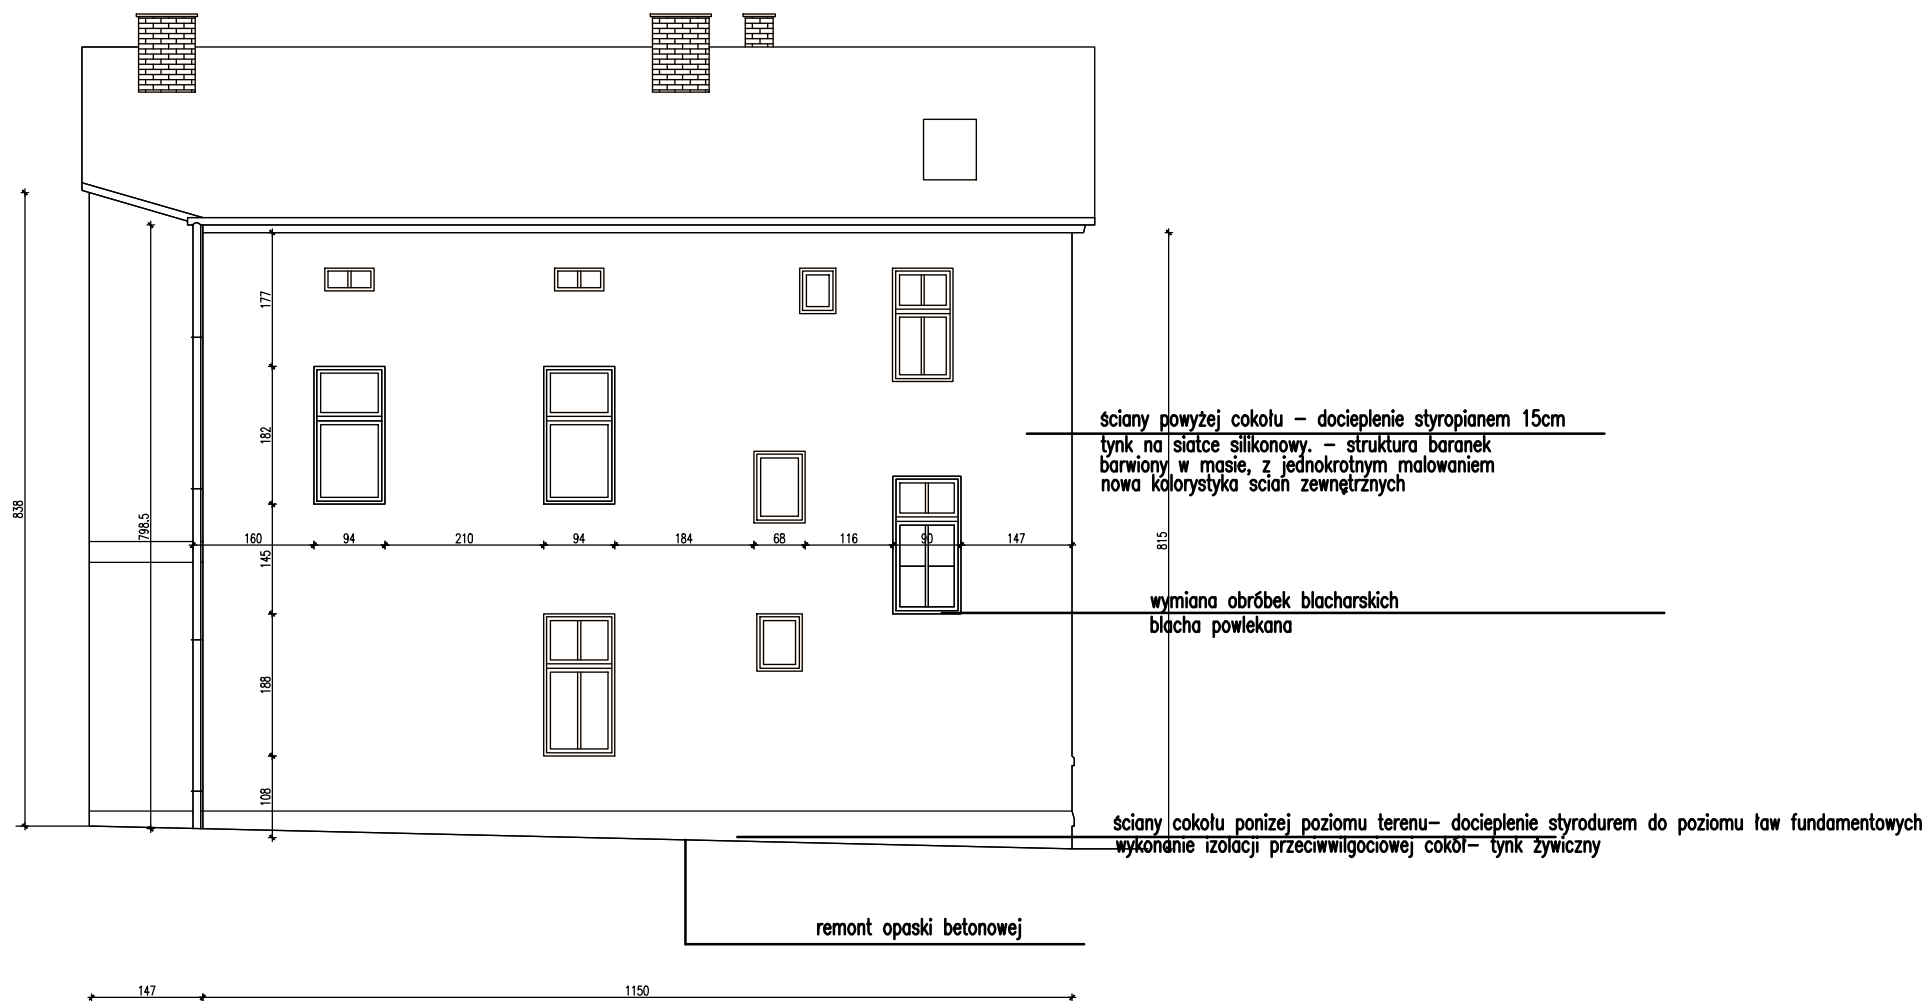 177
182
145
188
108
838
798.5
815
160
94
210
94
184
68
116
90
147
ściany powyżej cokołu – docieplenie styropianem 15cm
tynk na siatce silikonowy. – struktura baranek
barwiony w masie, z jednokrotnym malowaniem
nowa kolorystyka scian zewnętrznych
wymiana obróbek blacharskich
blacha powlekana
ściany cokołu ponizej poziomu terenu– docieplenie styrodurem do poziomu ław fundamentowych
wykonanie izolacji przeciwwilgociowej cokół– tynk żywiczny
remont opaski betonowej
147
1150